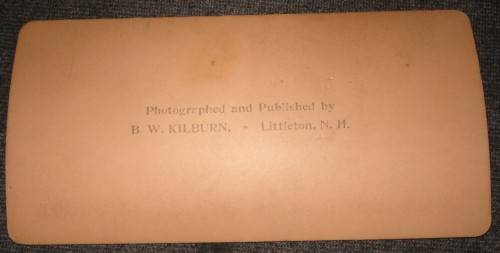 Photographed and Published by
B W. KILBURN, - Littleton, N. H.